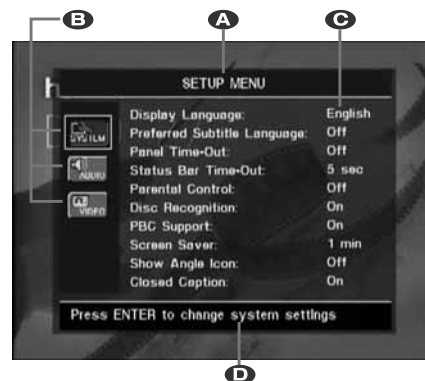 B A C
h
SETUP MENU
Display Language: English
Preferred Subtitle Language: Off
Panel Time-Out: Off
Status Bar Time-Out: 5 sec
Parental Control: Off
Disc Recognition: On
PBC Support: On
Screen Saver: 1 min
Show Angle Icon: Off
Closed Caption: On
SYSTEM
AUDIO
VIDEO
Press ENTER to change system settings
D